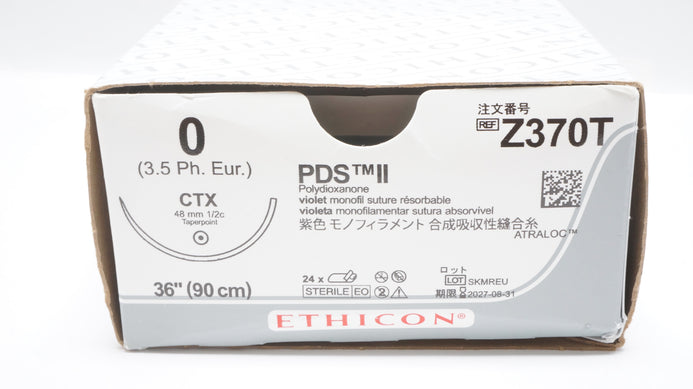 0
(3.5 Ph. Eur.)
CTX
48 mm 1/2c
Taperpoint
36" (90 cm)
注文番号
REF Z370T
PDS™II
Polydioxanone
violet monofil suture résorbable
violeta monofilamentar sutura absorvível
紫色 モノフィラメント 合成吸収性縫合糸
ATRALOC™
24 x
STERILE EO
ロット
LOT SKMREU
期限 2027-08-31
ETHICON®